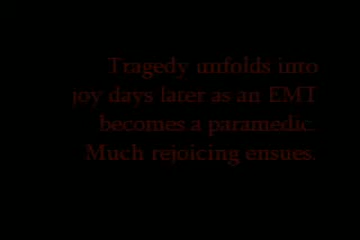 Tragedy unfolds into
joy days later as an EMT
becomes a paramedic.
Much rejoicing ensues.